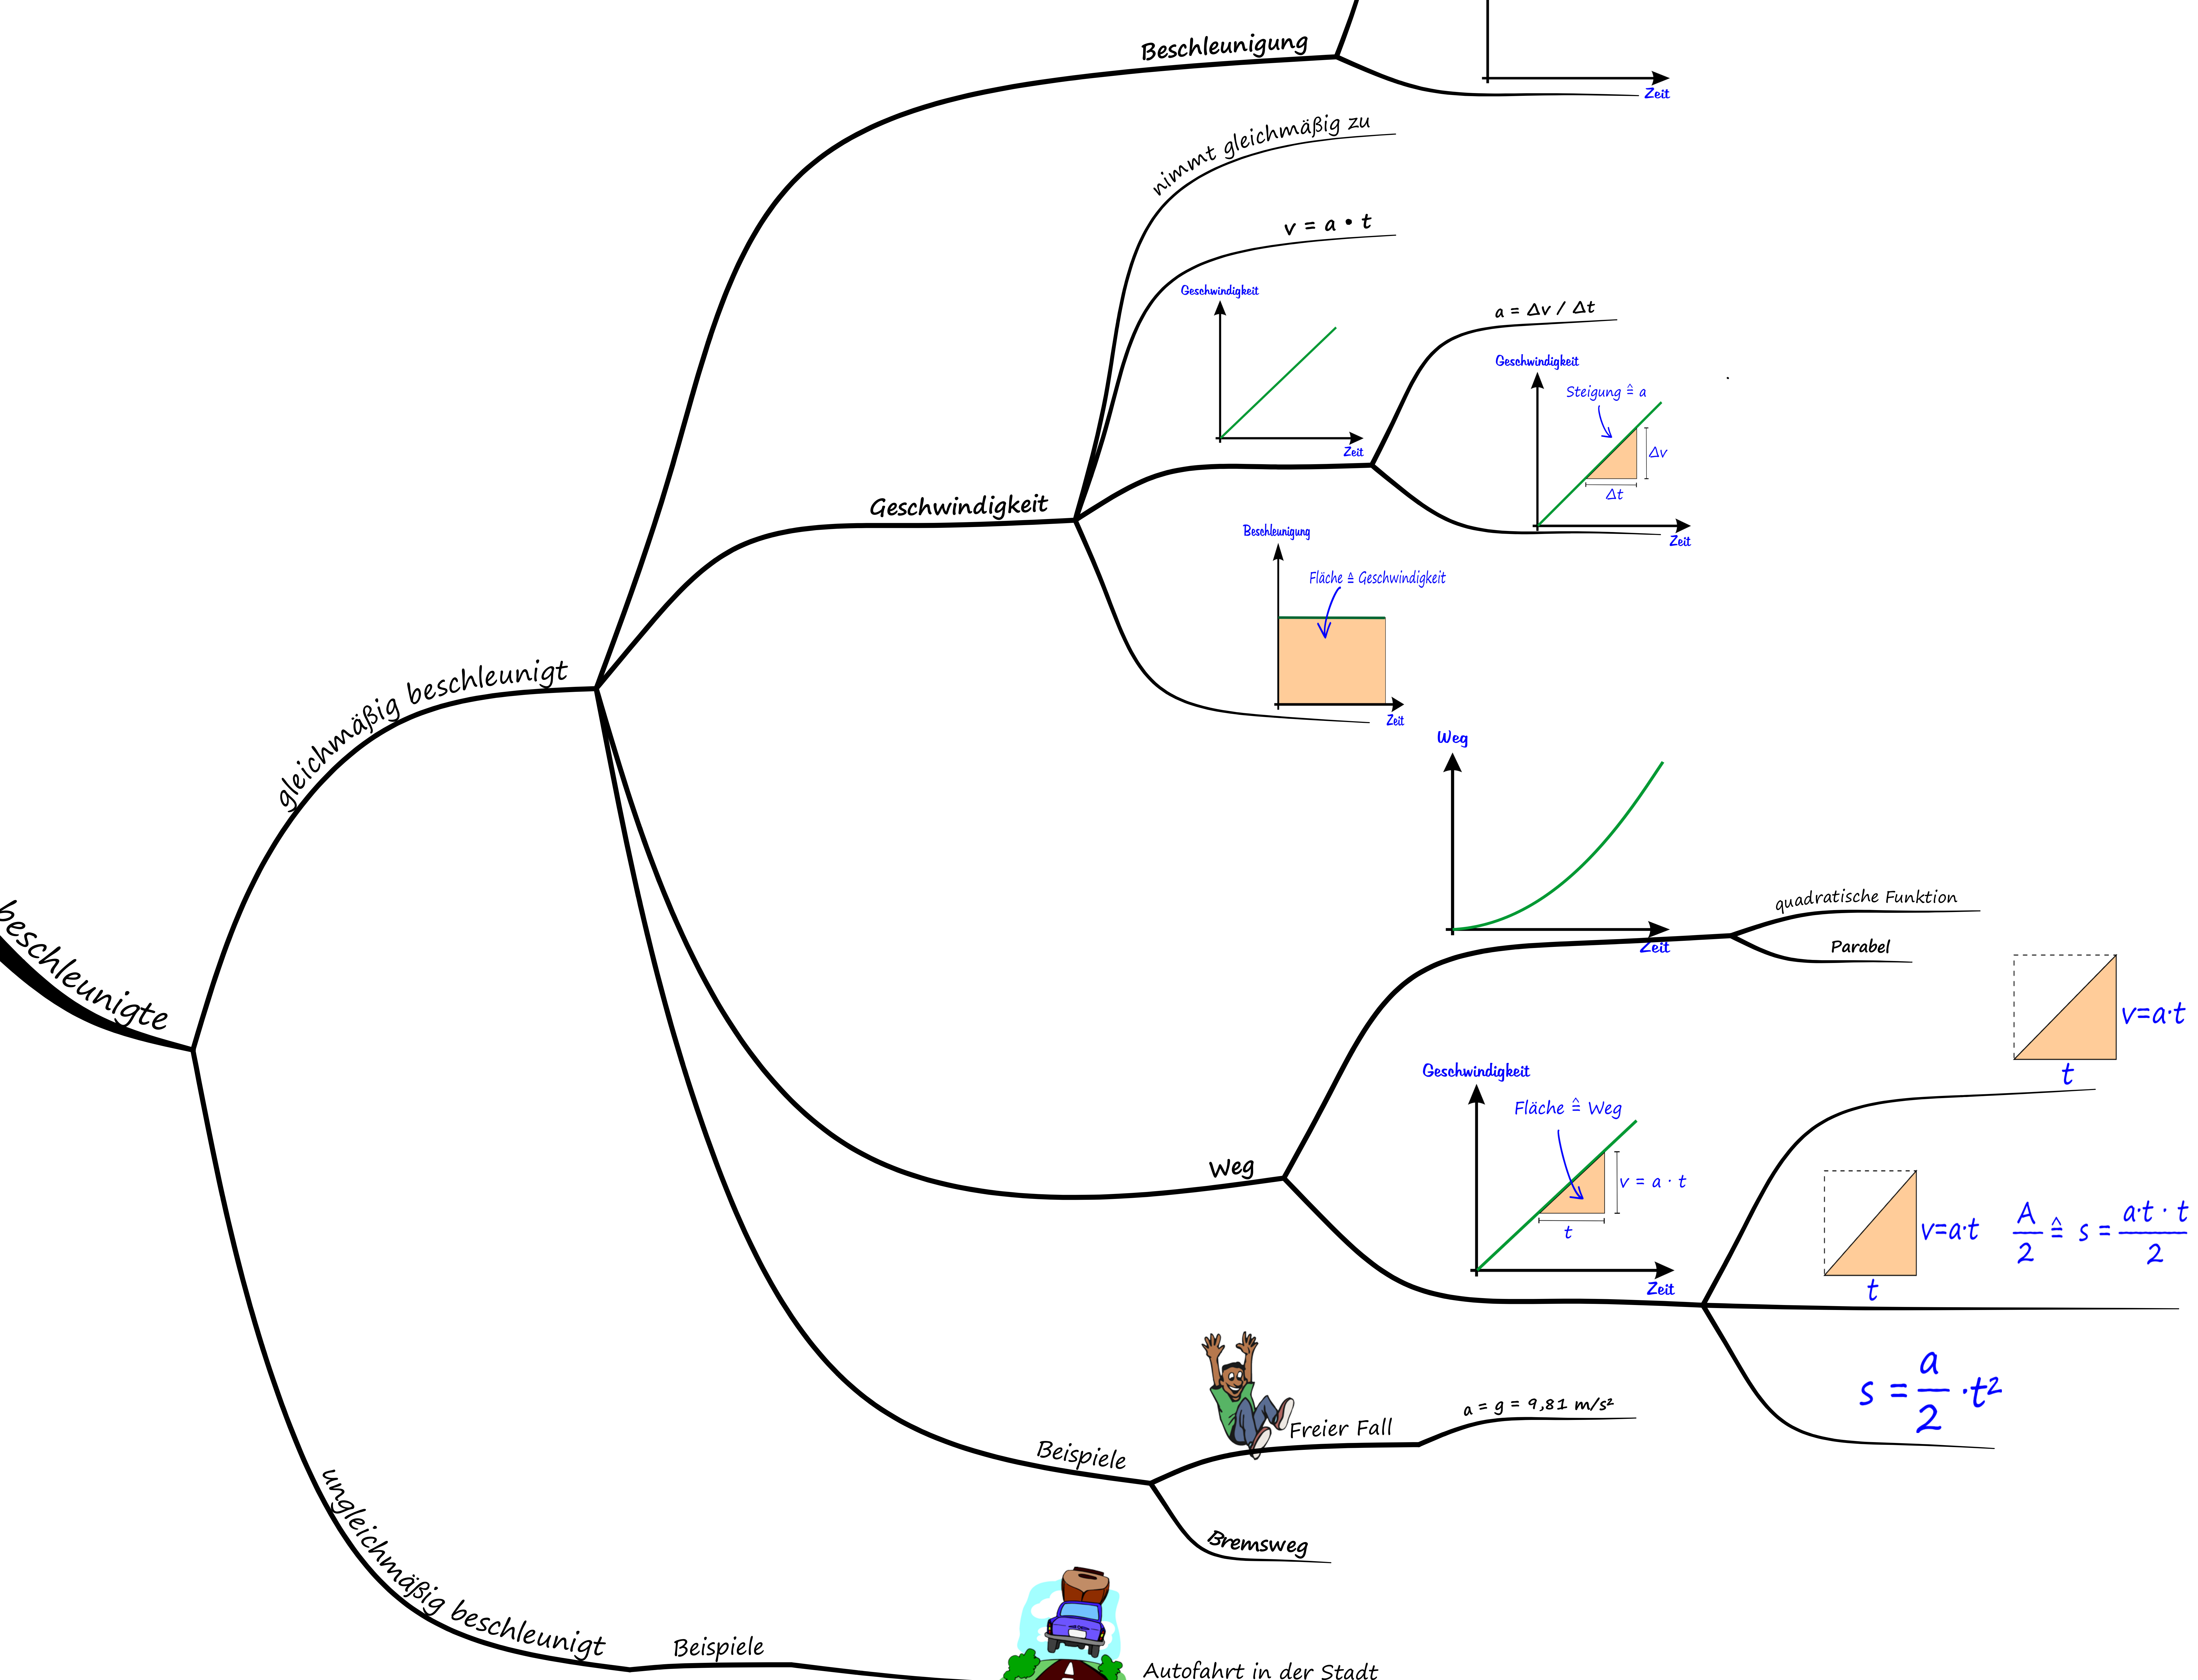 Beschleunigung
Zeit
nimmt gleichmäßig zu
v = a • t
Geschwindigkeit
Zeit
a = Δv / Δt
Geschwindigkeit
Steigung ≙ a
Δv
Δt
Zeit
Geschwindigkeit
Beschleunigung
Fläche ≙ Geschwindigkeit
Zeit
gleichmäßig beschleunigt
Weg
Zeit
quadratische Funktion
Parabel
beschleunigte
v=a·t
t
Geschwindigkeit
Fläche ≙ Weg
v = a · t
t
Zeit
Weg
v=a·t
t
A/2 ≙ s = a·t · t/2
s = a/2 ·t²
Beispiele
Freier Fall
a = g = 9,81 m/s²
Bremsweg
ungleichmäßig beschleunigt
Beispiele
Autofahrt in der Stadt